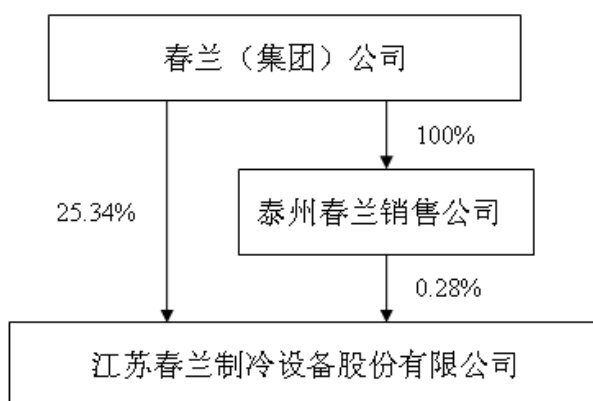 春兰（集团）公司
100%
25.34%
泰州春兰销售公司
0.28%
江苏春兰制冷设备股份有限公司